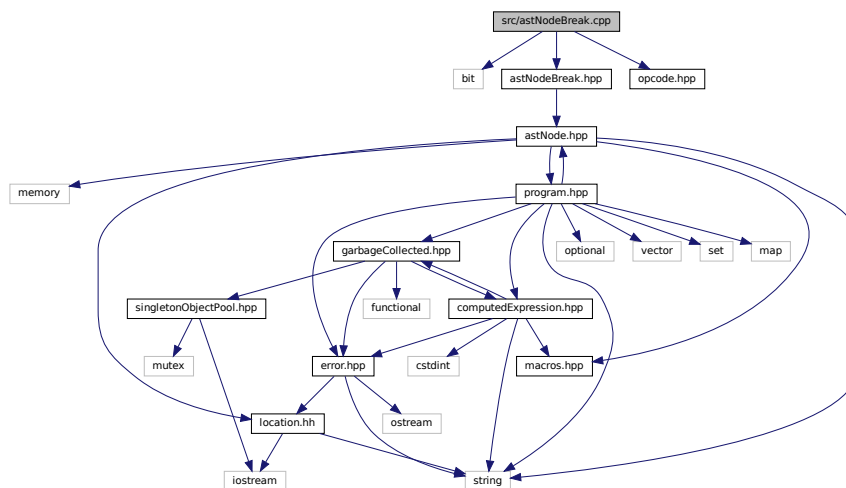 src/astNodeBreak.cpp
bit
astNodeBreak.hpp
opcode.hpp
astNode.hpp
memory
program.hpp
garbageCollected.hpp
optional
vector
set
map
singletonObjectPool.hpp
functional
computedExpression.hpp
mutex
error.hpp
cstdint
macros.hpp
location.hh
ostream
iostream
string